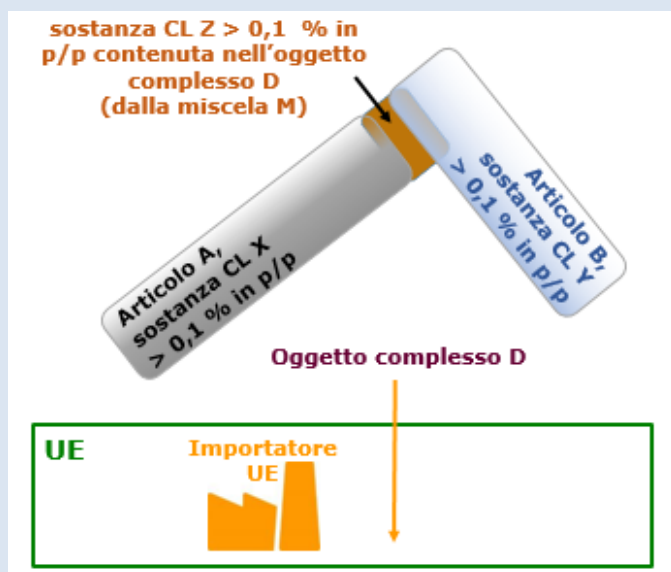 sostanza CL Z > 0,1 % in
p/p contenuta nell'oggetto
complesso D
(dalla miscela M)
Articolo A,
sostanza CL X
> 0,1 % in p/p
Articolo B,
sostanza CL Y
> 0,1 % in p/p
Oggetto complesso D
UE
Importatore
UE